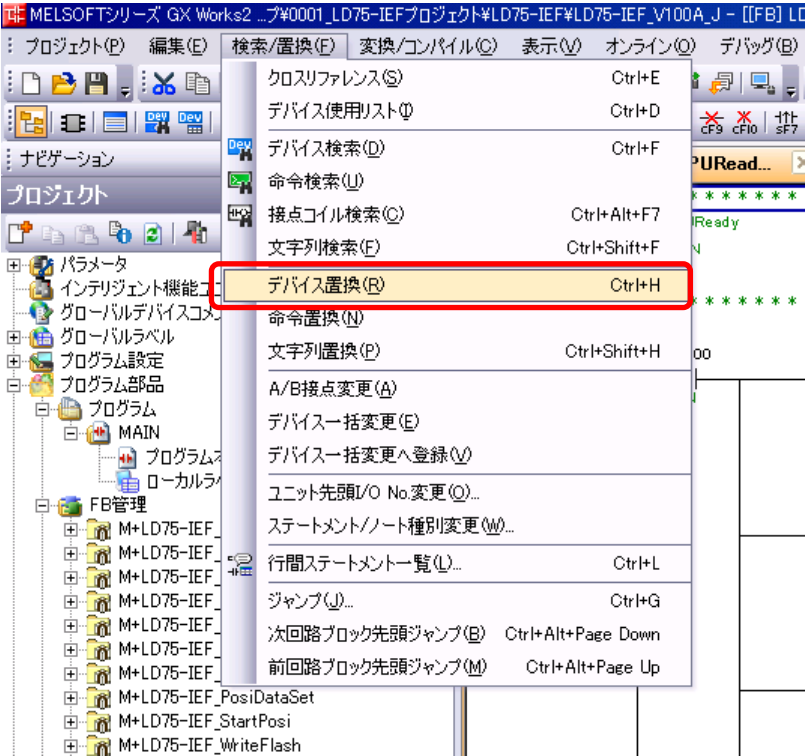 MELSOFTシリーズ GX Works2 ...プ¥0001_LD75-IEFプロジェクト¥LD75-IEF¥LD75-IEF_V100A_J - [[FB] LD
プロジェクト(P) 編集(E) 検索/置換(F) 変換/コンパイル(C) 表示(V) オンライン(O) デバッグ(B)
クロスリファレンス(S) Ctrl+E
デバイス使用リスト(I) Ctrl+D
デバイス検索(D) Ctrl+F
命令検索(U)
接点コイル検索(C) Ctrl+Alt+F7
文字列検索(F) Ctrl+Shift+F
デバイス置換(R) Ctrl+H
命令置換(N)
文字列置換(P) Ctrl+Shift+H
A/B接点変更(A)
デバイス一括変更(E)
デバイス一括変更へ登録(V)
ユニット先頭I/O No.変更(O)...
ステートメント/ノート種別変更(W)...
行間ステートメント一覧(L)... Ctrl+L
ジャンプ(J)... Ctrl+G
次回路ブロック先頭ジャンプ(B) Ctrl+Alt+Page Down
前回路ブロック先頭ジャンプ(M) Ctrl+Alt+Page Up
ナビゲーション
プロジェクト
パラメータ
インテリジェント機能ユニ
グローバルデバイスコメン
グローバルラベル
プログラム設定
プログラム部品
プログラム
MAIN
プログラム本
ローカルラベ
FB管理
M+LD75-IEF_
M+LD75-IEF_
M+LD75-IEF_
M+LD75-IEF_
M+LD75-IEF_
M+LD75-IEF_
M+LD75-IEF_
M+LD75-IEF_PosiDataSet
M+LD75-IEF_StartPosi
M+LD75-IEF_WriteFlash
cF9 cF10 sF7
PURead...
* * * * * * *
Ready
* * * * * * *
00